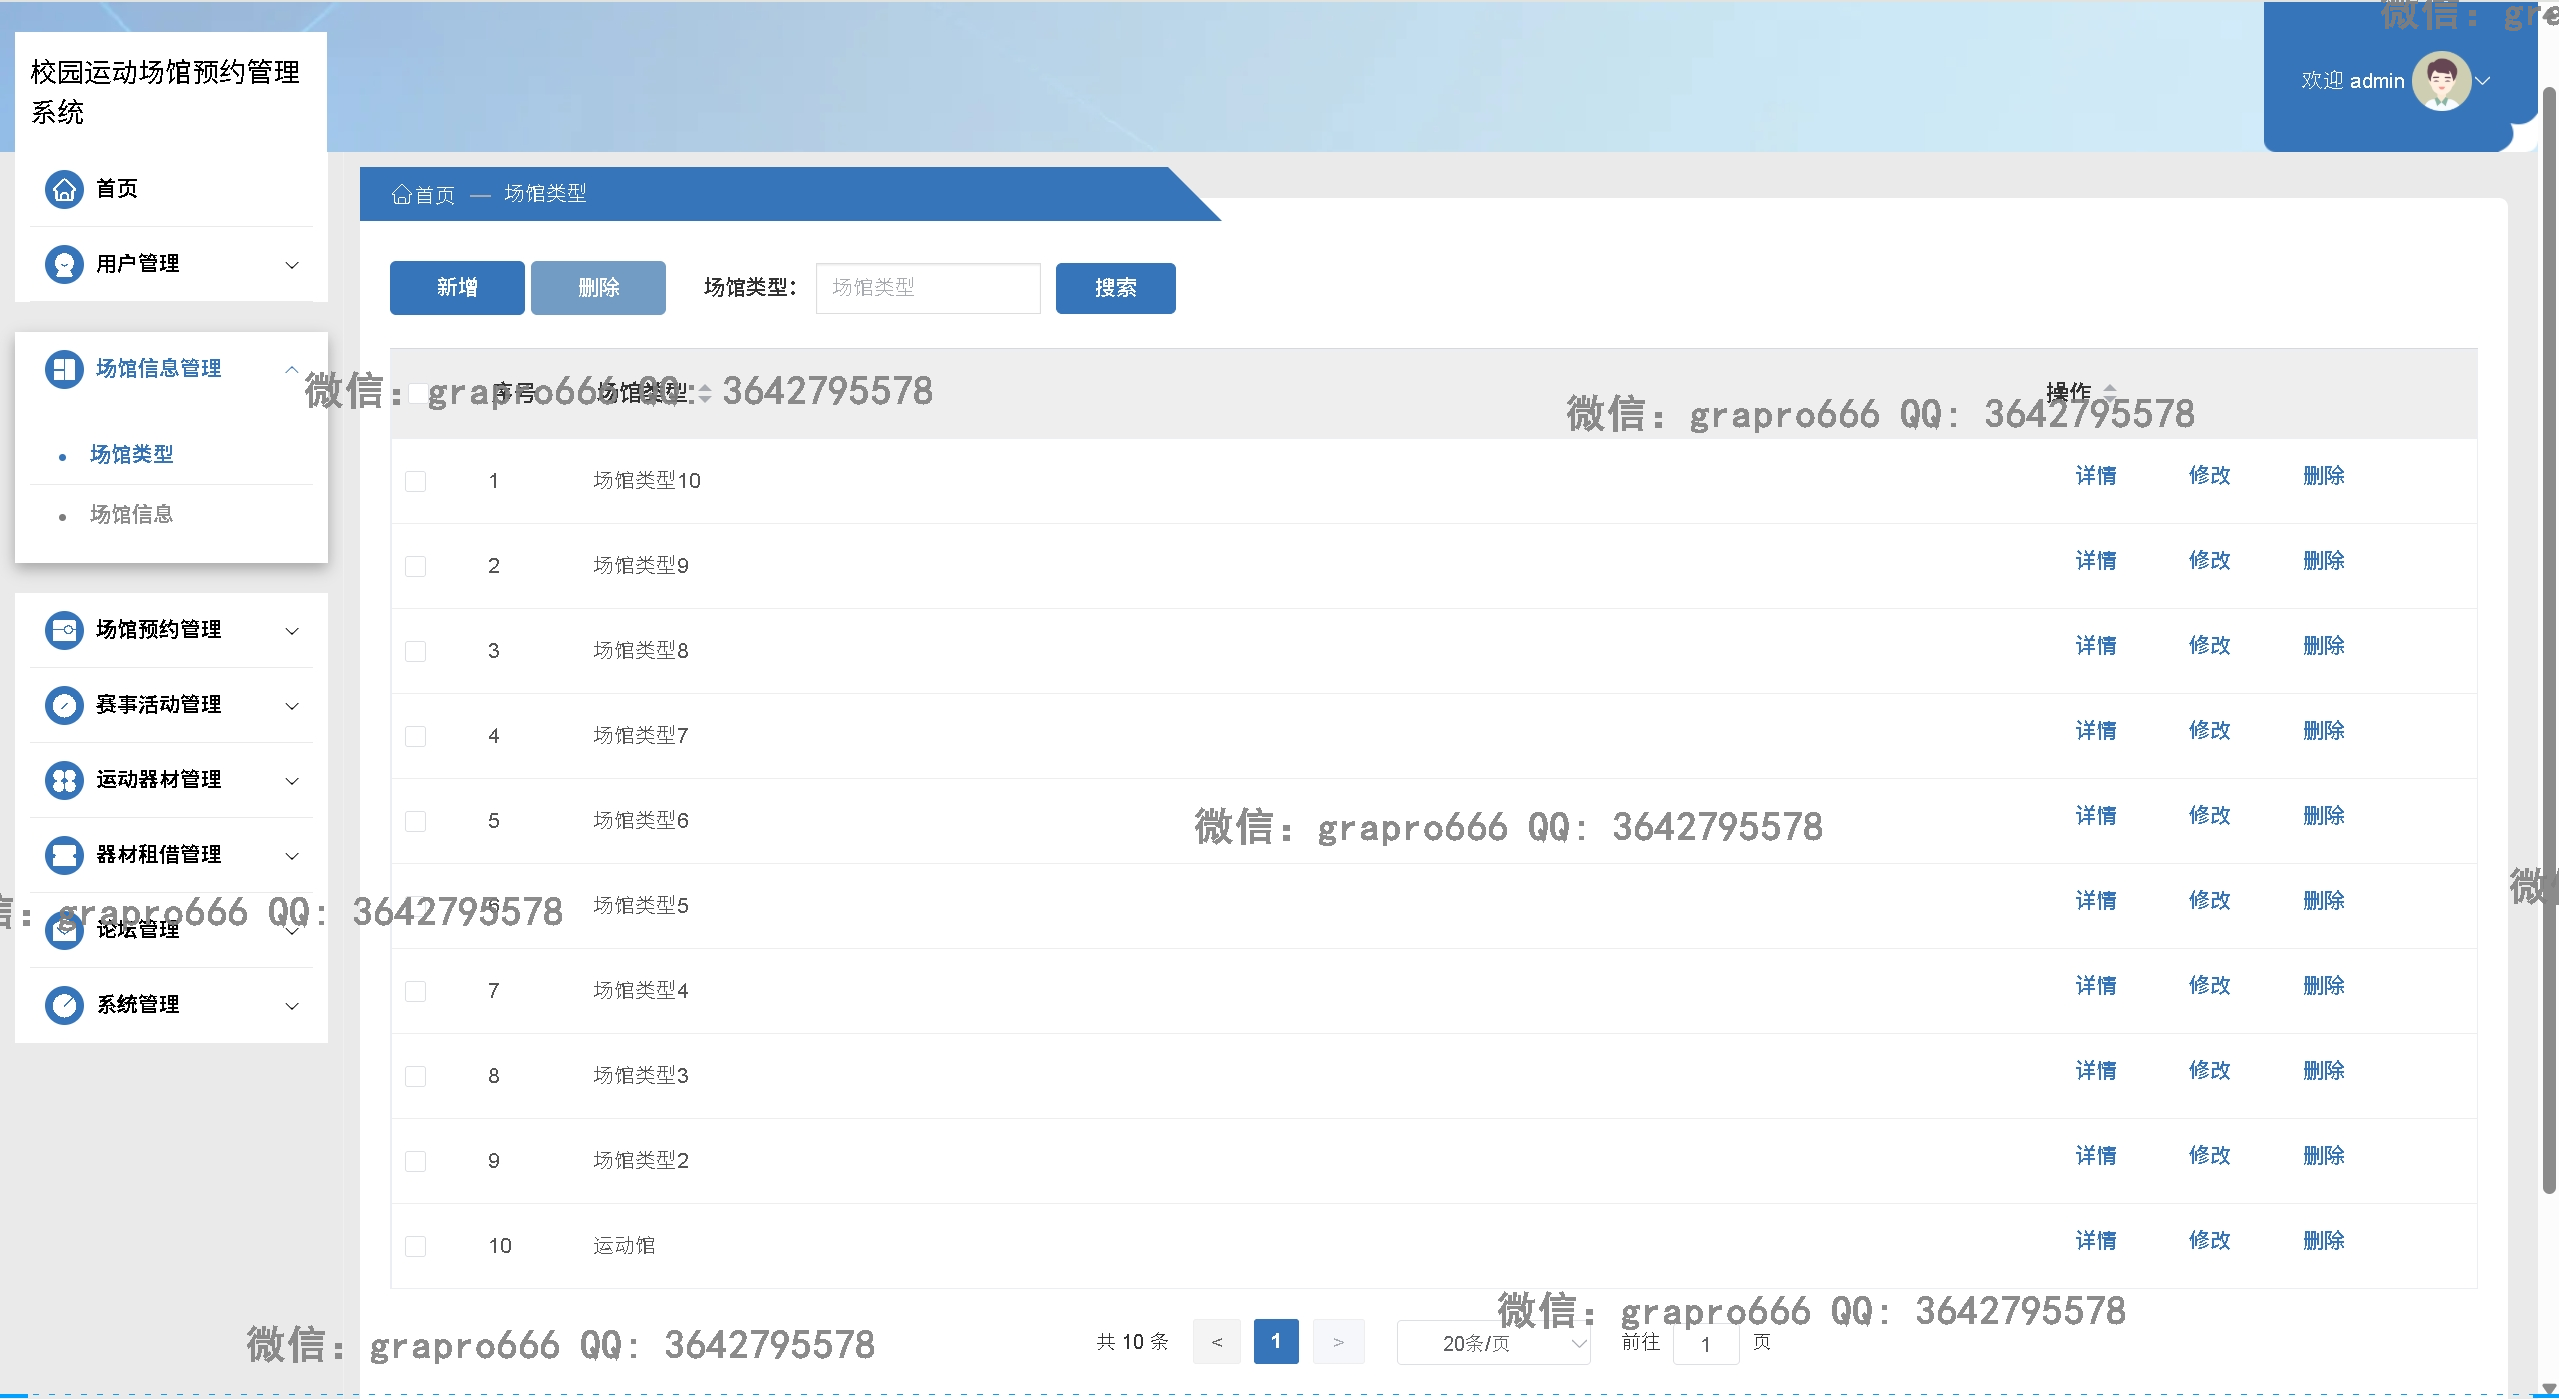 微信: gre
校园运动场馆预约管理
系统
欢迎 admin
首页
用户管理
场馆信息管理
场馆类型
场馆信息
场馆预约管理
赛事活动管理
运动器材管理
器材租借管理
论坛管理
系统管理
首页 — 场馆类型
新增 删除 场馆类型： 场馆类型 搜索
序号 场馆类型 操作
微信: grapro666 QQ: 3642795578
微信: grapro666 QQ: 3642795578
1 场馆类型10 详情 修改 删除
2 场馆类型9 详情 修改 删除
3 场馆类型8 详情 修改 删除
4 场馆类型7 详情 修改 删除
5 场馆类型6 详情 修改 删除
微信: grapro666 QQ: 3642795578
6 场馆类型5 详情 修改 删除
信: grapro666 QQ: 3642795578
微信
7 场馆类型4 详情 修改 删除
8 场馆类型3 详情 修改 删除
9 场馆类型2 详情 修改 删除
10 运动馆 详情 修改 删除
微信: grapro666 QQ: 3642795578
微信: grapro666 QQ: 3642795578
共 10 条 < 1 > 20条/页 前往 1 页